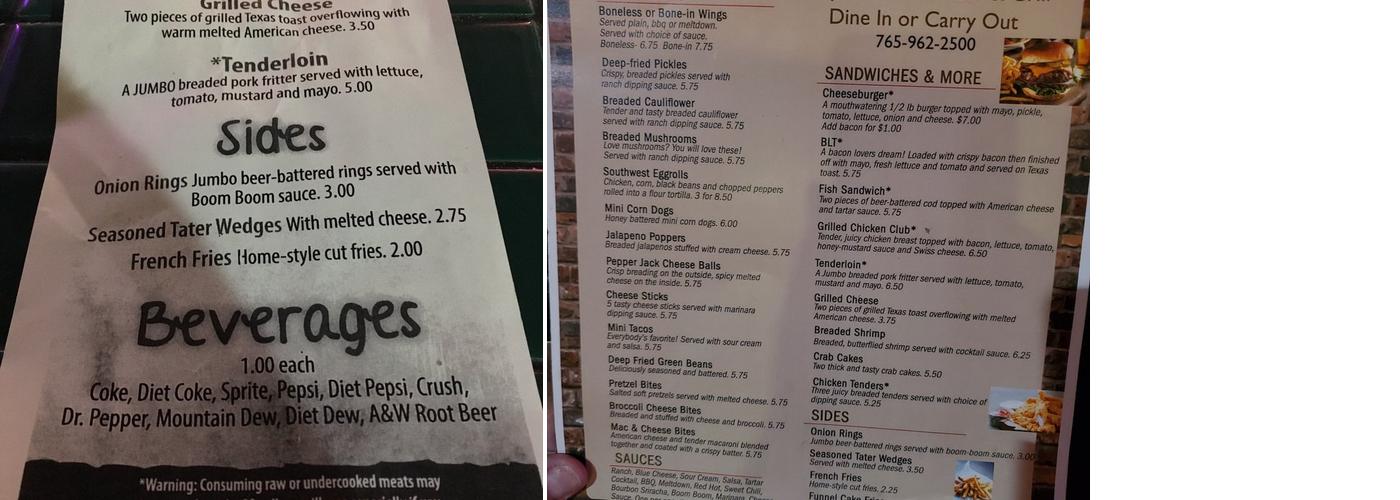 Grilled Cheese
Two pieces of grilled Texas toast overflowing with
warm melted American cheese. 3.50
*Tenderloin
A JUMBO breaded pork fritter served with lettuce,
tomato, mustard and mayo. 5.00
Sides
Onion Rings Jumbo beer-battered rings served with
Boom Boom sauce. 3.00
Seasoned Tater Wedges With melted cheese. 2.75
French Fries Home-style cut fries. 2.00
Beverages
1.00 each
Coke, Diet Coke, Sprite, Pepsi, Diet Pepsi, Crush,
Dr. Pepper, Mountain Dew, Diet Dew, A&W Root Beer
*Warning: Consuming raw or undercooked meats may
Boneless or Bone-in Wings
Served plain, bbq or meltdown.
Served with choice of sauce.
Boneless- 6.75 Bone-in 7.75
Deep-fried Pickles
Crispy, breaded pickles served with
ranch dipping sauce. 5.75
Breaded Cauliflower
Tender and tasty breaded cauliflower
served with ranch dipping sauce. 5.75
Breaded Mushrooms
Love mushrooms? You will love these!
Served with ranch dipping sauce. 5.75
Southwest Eggrolls
Chicken, corn, black beans and chopped peppers
rolled into a flour tortilla. 3 for 8.50
Mini Corn Dogs
Honey battered mini corn dogs. 6.00
Jalapeno Poppers
Breaded jalapenos stuffed with cream cheese. 5.75
Pepper Jack Cheese Balls
Crisp breading on the outside, spicy melted
cheese on the inside. 5.75
Cheese Sticks
5 tasty cheese sticks served with marinara
dipping sauce. 5.75
Mini Tacos
Everybody's favorite! Served with sour cream
and salsa. 5.75
Deep Fried Green Beans
Deliciously seasoned and battered. 5.75
Pretzel Bites
Salted soft pretzels served with melted cheese. 5.75
Broccoli Cheese Bites
Breaded and stuffed with cheese and broccoli. 5.75
Mac & Cheese Bites
American cheese and tender macaroni blended
together and coated with a crispy batter. 5.75
SAUCES
Ranch, Blue Cheese, Sour Cream, Salsa, Tartar
Cocktail, BBQ, Meltdown, Red Hot, Sweet Chili,
Bourbon Sriracha, Boom Boom, Marinara, Cheese
Dine In or Carry Out
765-962-2500
SANDWICHES & MORE
Cheeseburger*
A mouthwatering 1/2 lb burger topped with mayo, pickle,
tomato, lettuce, onion and cheese. $7.00
Add bacon for $1.00
BLT*
A bacon lovers dream! Loaded with crispy bacon then finished
off with mayo, fresh lettuce and tomato and served on Texas
toast. 5.75
Fish Sandwich*
Two pieces of beer-battered cod topped with American cheese
and tartar sauce. 5.75
Grilled Chicken Club*
Tender, juicy chicken breast topped with bacon, lettuce, tomato,
honey-mustard sauce and Swiss cheese. 6.50
Tenderloin*
A Jumbo breaded pork fritter served with lettuce, tomato,
mustard and mayo. 6.50
Grilled Cheese
Two pieces of grilled Texas toast overflowing with melted
American cheese. 3.75
Breaded Shrimp
Breaded, butterflied shrimp served with cocktail sauce. 6.25
Crab Cakes
Two thick and tasty crab cakes. 5.50
Chicken Tenders*
Three juicy breaded tenders served with choice of
dipping sauce. 5.25
SIDES
Onion Rings
Jumbo beer-battered rings served with boom-boom sauce. 3.00
Seasoned Tater Wedges
Served with melted cheese. 3.50
French Fries
Home-style cut fries. 2.25
Funnel Cake Fries